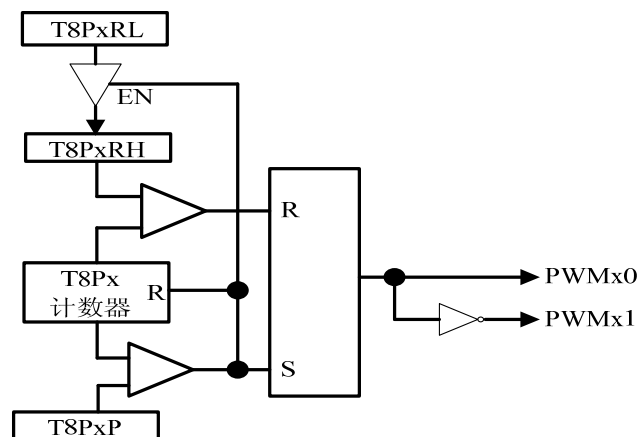 T8PxRL
EN
T8PxRH
R
T8Px
计数器
R
PWMx0
PWMx1
S
T8PxP